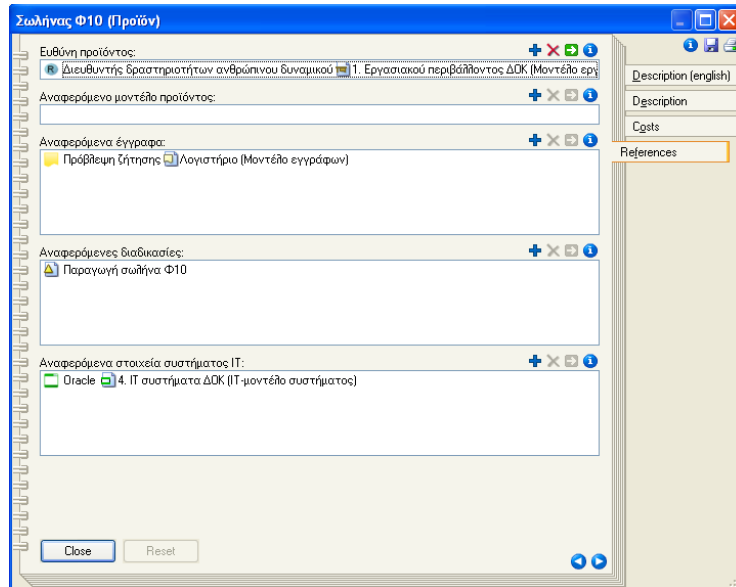 Σωλήνας Φ10 (Προϊόν)
Ευθύνη προϊόντος:
R Διευθυντής δραστηριοτήτων ανθρώπινου δυναμικού 1. Εργασιακού περιβάλλοντος ΔΟΚ (Μοντέλο εργ
Αναφερόμενο μοντέλο προϊόντος:
Αναφερόμενα έγγραφα:
Πρόβλεψη ζήτησης Λογιστήριο (Μοντέλο εγγράφων)
Αναφερόμενες διαδικασίες:
Παραγωγή σωλήνα Φ10
Αναφερόμενα στοιχεία συστήματος IT:
Oracle 4. IT συστήματα ΔΟΚ (IT-μοντέλο συστήματος)
Close Reset
Description (english)
Description
Costs
References